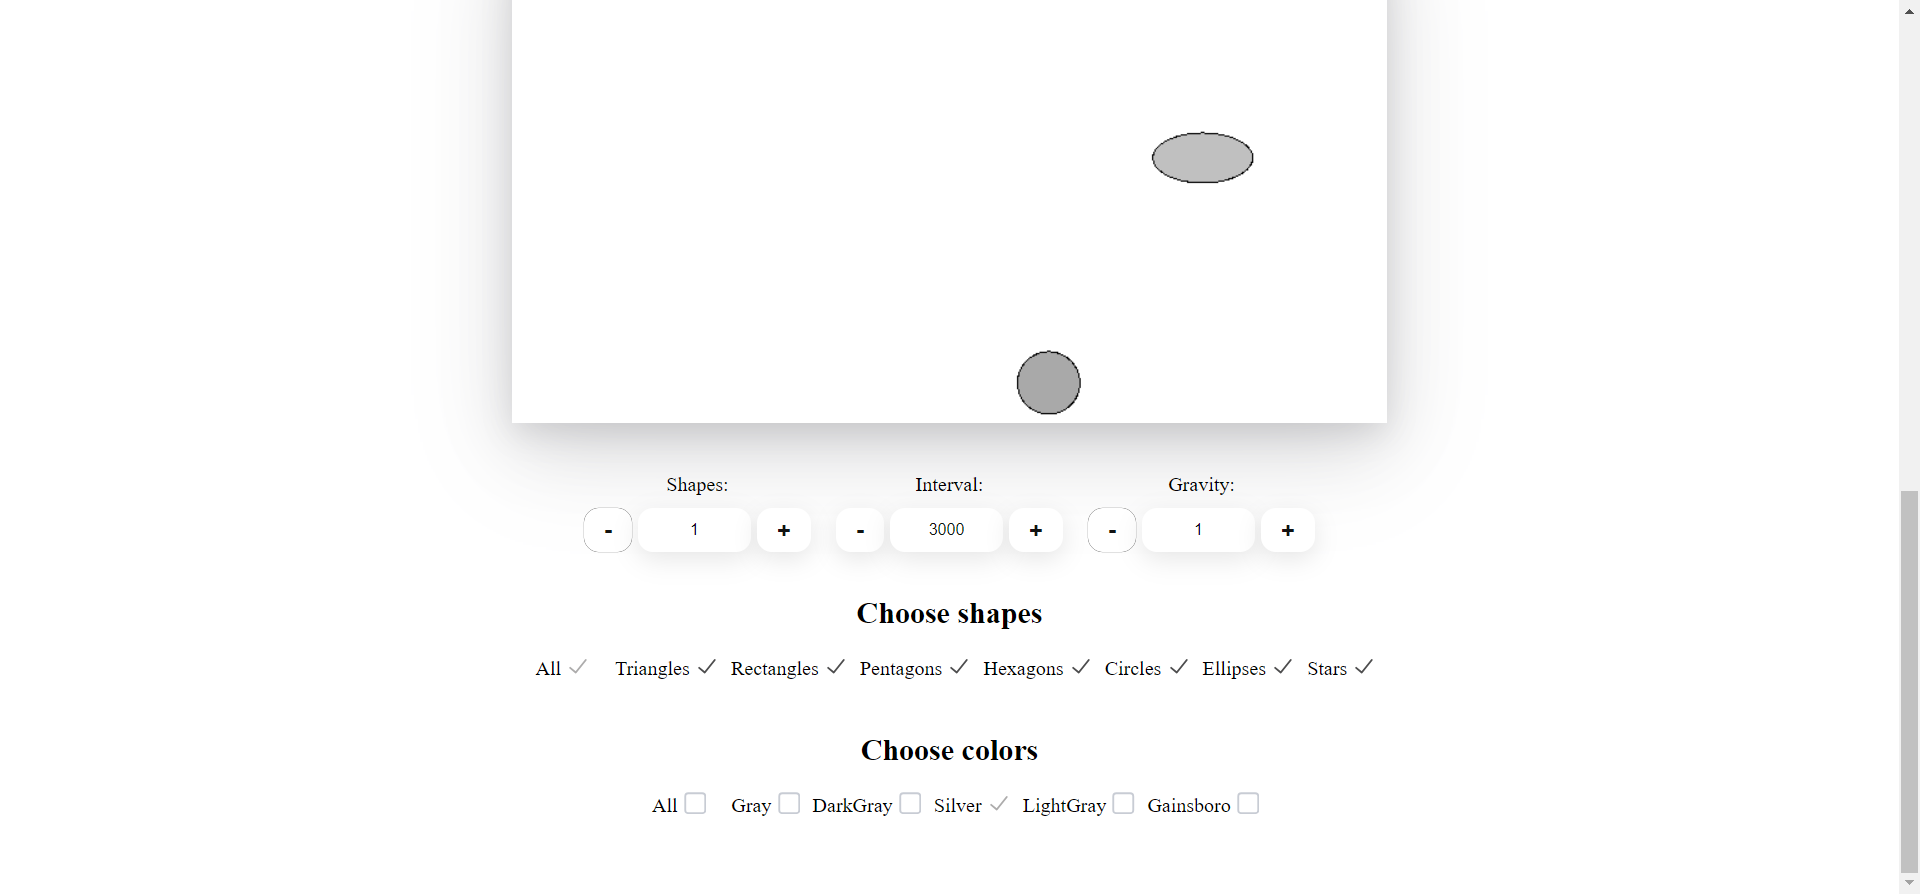 Shapes: Interval: Gravity:
- 1 + - 3000 + - 1 +
Choose shapes
All Triangles Rectangles Pentagons Hexagons Circles Ellipses Stars
Choose colors
All Gray DarkGray Silver LightGray Gainsboro